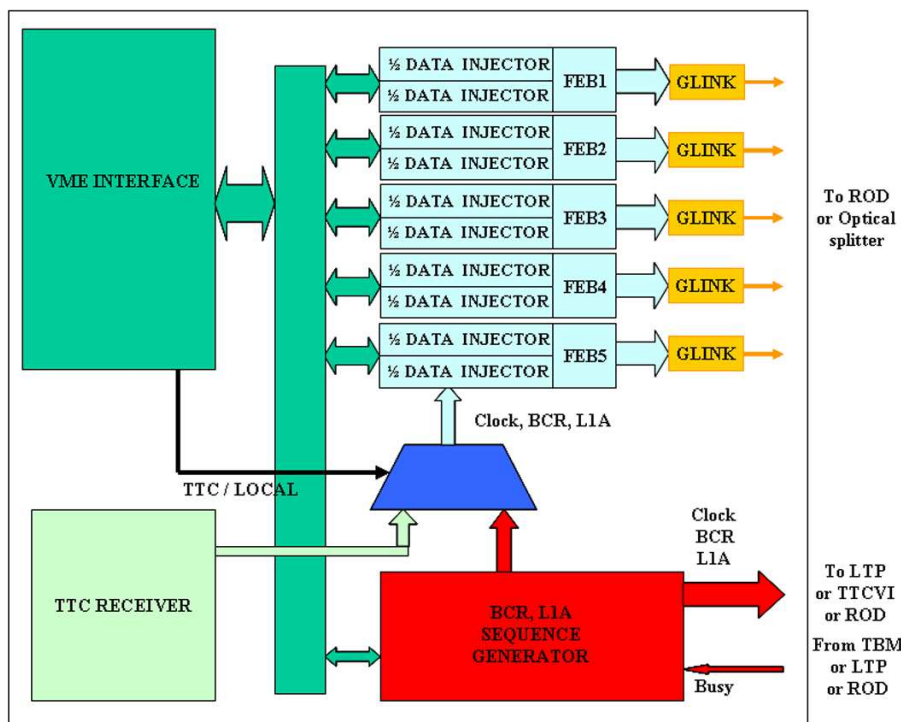 VME INTERFACE
½ DATA INJECTOR
½ DATA INJECTOR
FEB1
GLINK
½ DATA INJECTOR
½ DATA INJECTOR
FEB2
GLINK
½ DATA INJECTOR
½ DATA INJECTOR
FEB3
GLINK
½ DATA INJECTOR
½ DATA INJECTOR
FEB4
GLINK
½ DATA INJECTOR
½ DATA INJECTOR
FEB5
GLINK
To ROD
or Optical
splitter
Clock, BCR, L1A
TTC / LOCAL
TTC RECEIVER
BCR, L1A
SEQUENCE
GENERATOR
Clock
BCR
L1A
To LTP
or TTCVI
or ROD
From TBM
or LTP
or ROD
Busy